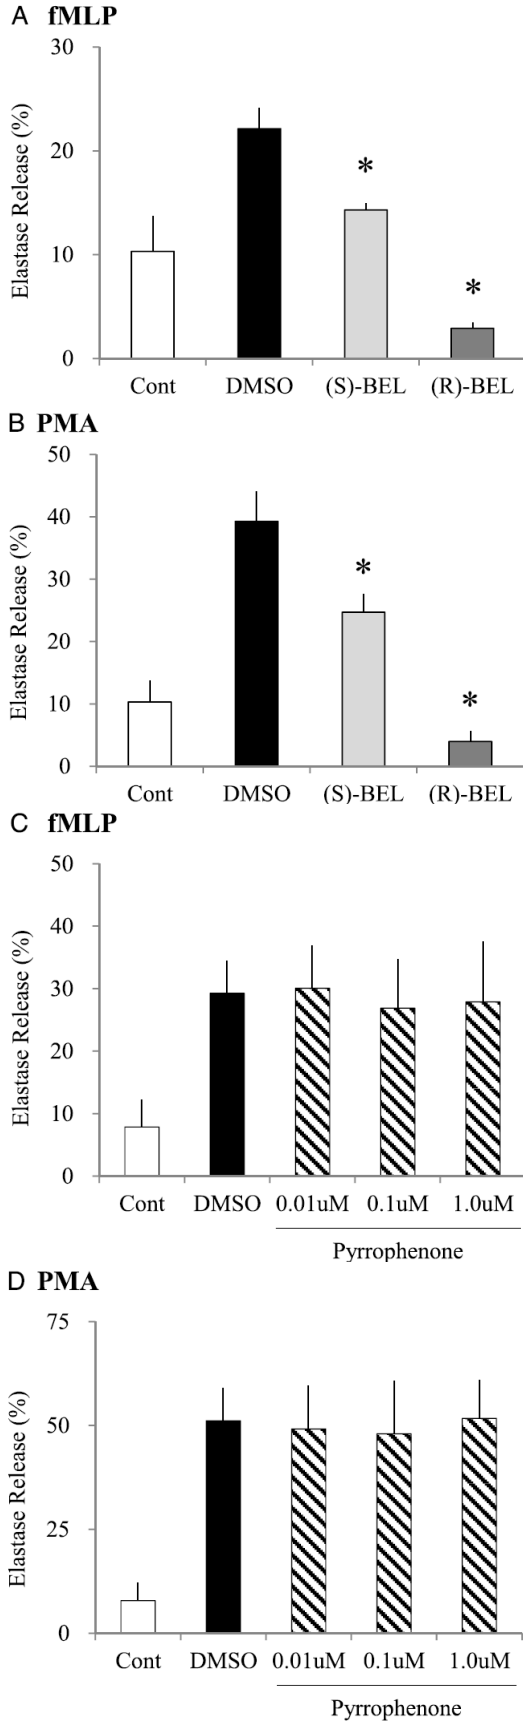 A fMLP
30
20
10
0
Elastase Release (%)
*
*
Cont DMSO (S)-BEL (R)-BEL
B PMA
50
40
30
20
10
0
Elastase Release (%)
*
*
Cont DMSO (S)-BEL (R)-BEL
C fMLP
50
40
30
20
10
0
Elastase Release (%)
Cont DMSO 0.01uM 0.1uM 1.0uM
Pyrrophenone
D PMA
75
50
25
0
Elastase Release (%)
Cont DMSO 0.01uM 0.1uM 1.0uM
Pyrrophenone